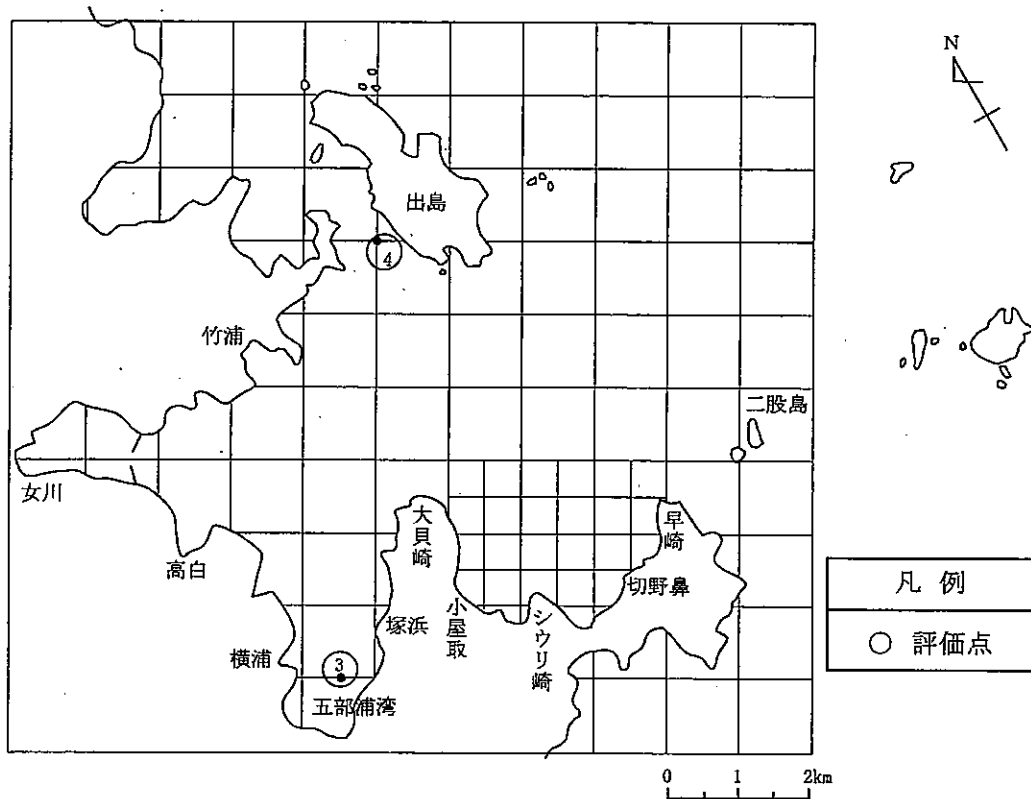 N
出島
4
竹浦
二股島
女川
大貝崎
早崎
高白
切野鼻
小屋取
シウリ崎
塚浜
横浦
3
五部浦湾
凡例
○ 評価点
0 1 2km